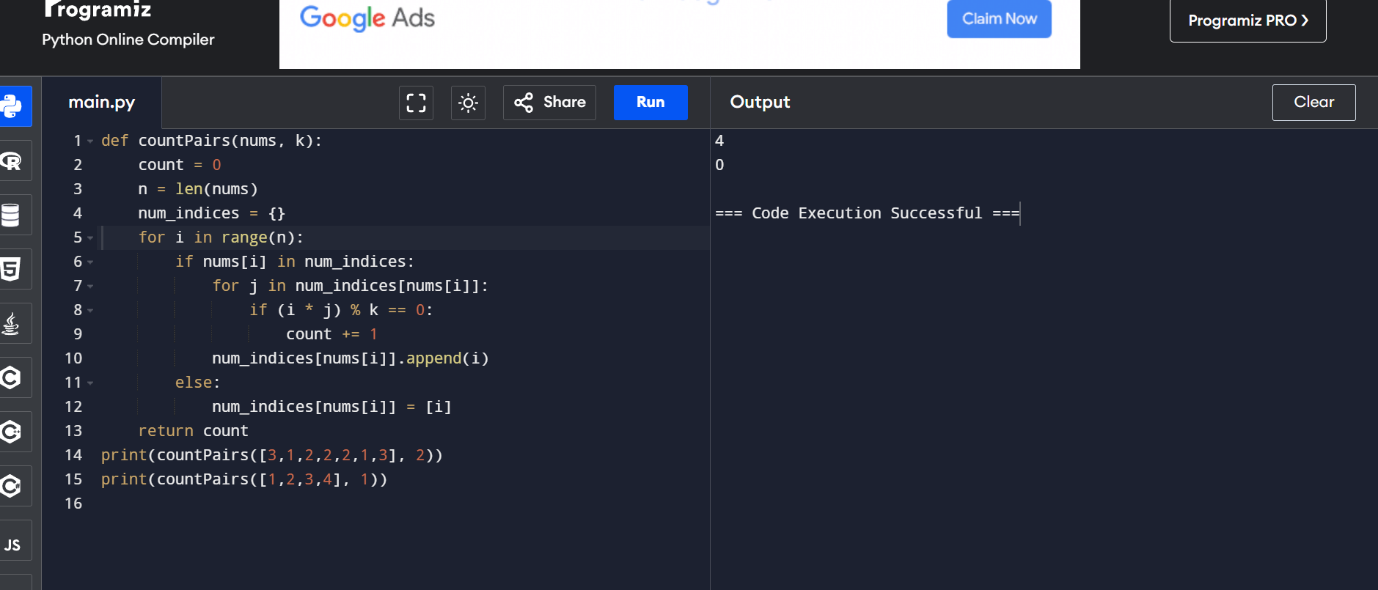 Programiz
Python Online Compiler
Google Ads
Claim Now
Programiz PRO >
main.py
Share
Run
Output
Clear
1 def countPairs(nums, k):
2     count = 0
3     n = len(nums)
4     num_indices = {}
5     for i in range(n):
6         if nums[i] in num_indices:
7             for j in num_indices[nums[i]]:
8                 if (i * j) % k == 0:
9                     count += 1
10             num_indices[nums[i]].append(i)
11         else:
12             num_indices[nums[i]] = [i]
13     return count
14 print(countPairs([3,1,2,2,2,1,3], 2))
15 print(countPairs([1,2,3,4], 1))
16
4
0
=== Code Execution Successful ===
R
5
C
C
C
JS